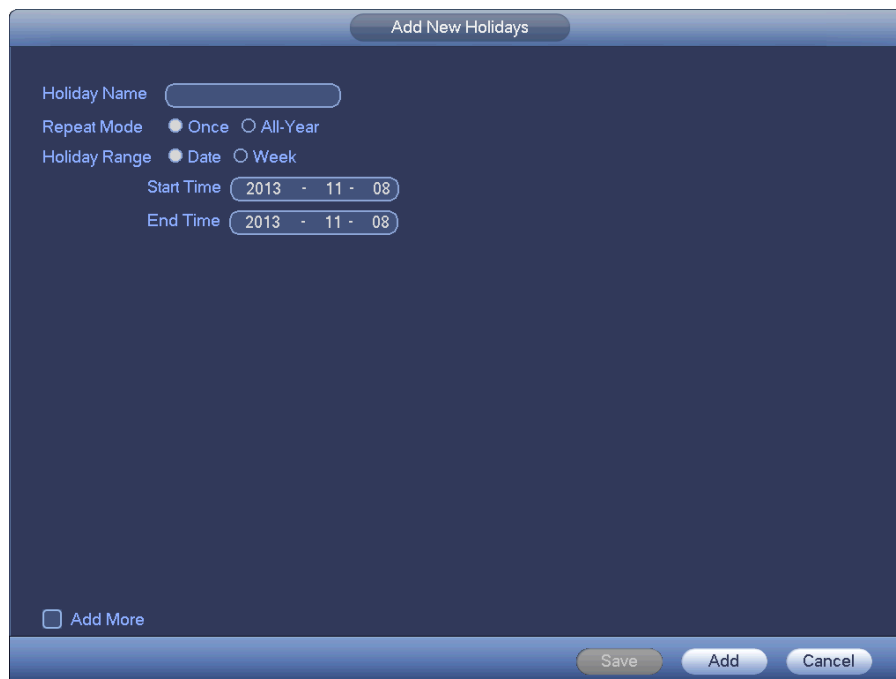 Add New Holidays
Holiday Name
Repeat Mode Once All-Year
Holiday Range Date Week
Start Time 2013 - 11 - 08
End Time 2013 - 11 - 08
Add More
Save Add Cancel